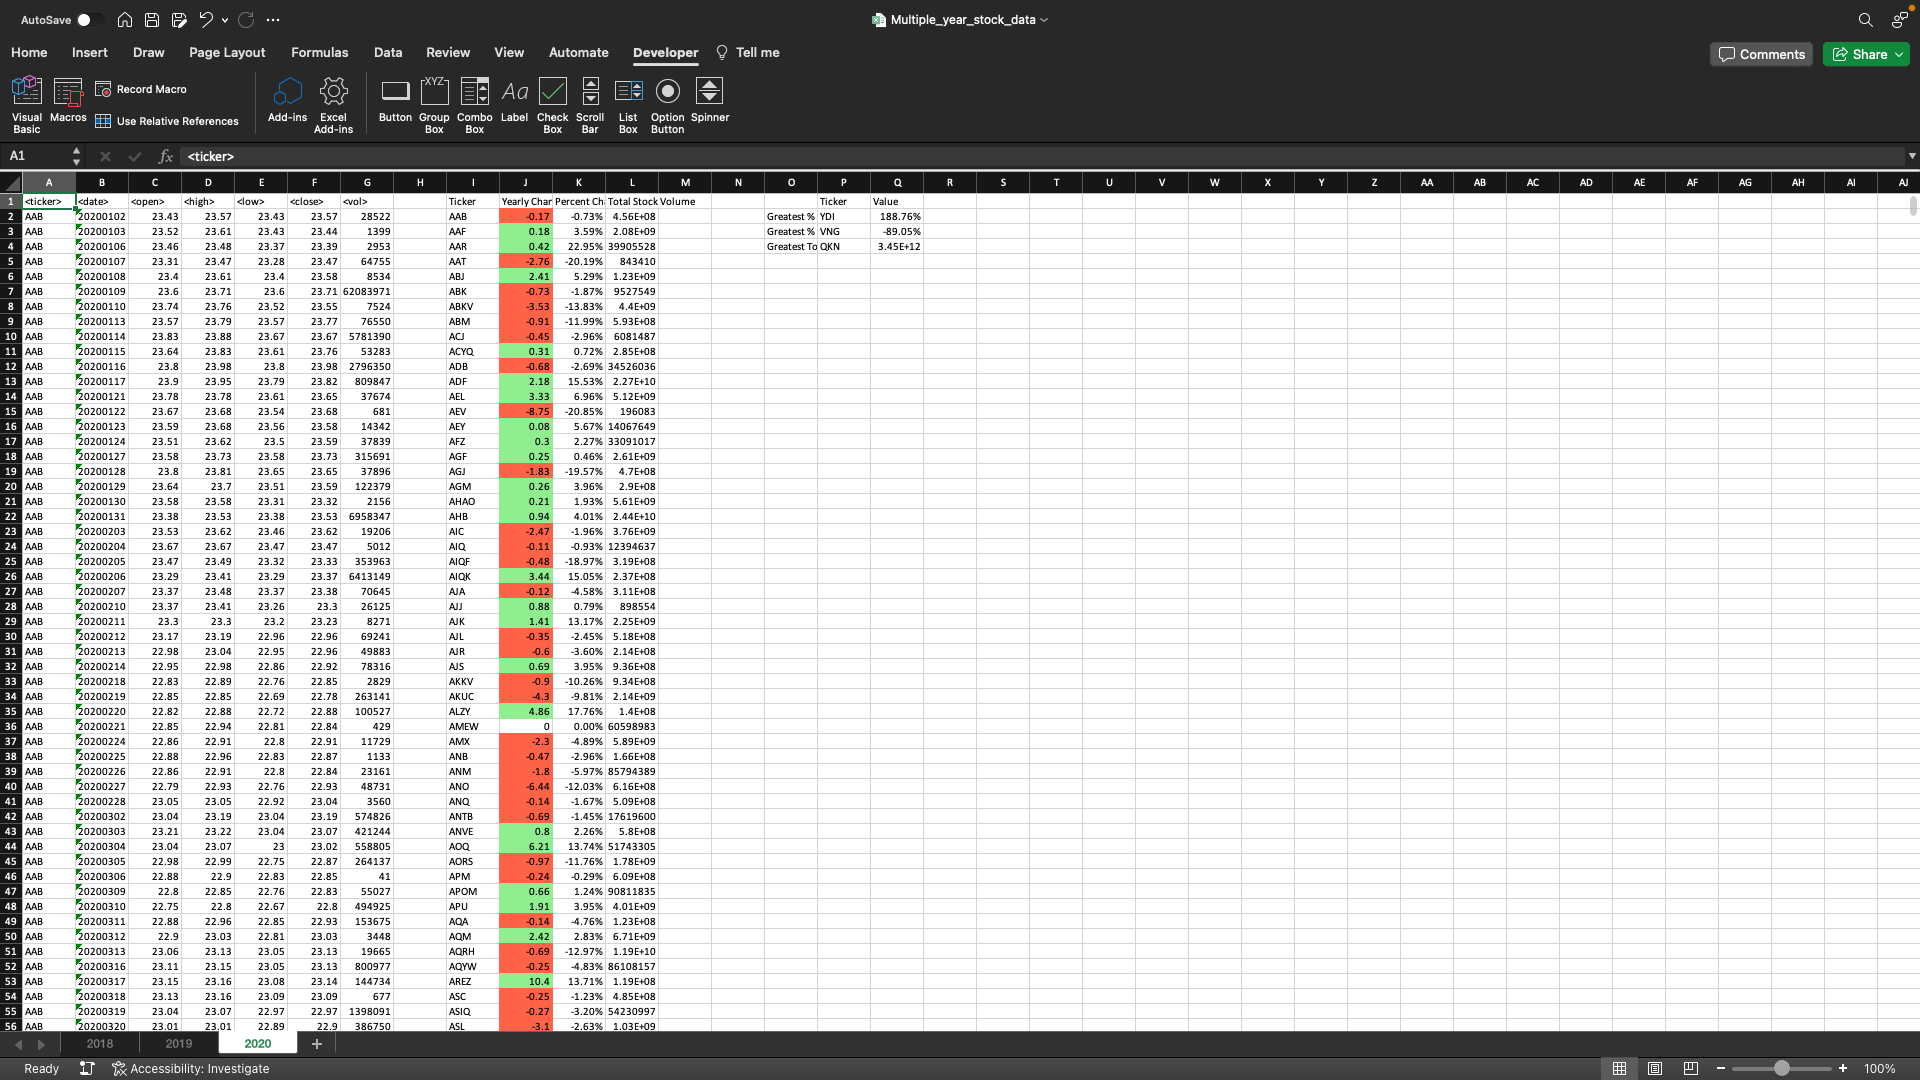 AutoSave
Multiple_year_stock_data
Home Insert Draw Page Layout Formulas Data Review View Automate Developer Tell me
Comments Share
Visual Basic Macros Record Macro Use Relative References Add-ins Excel Add-ins Button Group Box Combo Box Label Check Box Scroll Bar List Box Option Button Spinner
A1 fx <ticker>
A B C D E F G H I J K L M N O P Q R S T U V W X Y Z AA AB AC AD AE AF AG AH AI AJ
1 <ticker> <date> <open> <high> <low> <close> <vol> Ticker Yearly Char Percent Ch Total Stock Volume Ticker Value
2 AAB 20200102 23.43 23.57 23.43 23.57 28522 AAB -0.17 -0.73% 4.56E+08 Greatest % YDI 188.76%
3 AAB 20200103 23.52 23.61 23.43 23.44 1399 AAF 0.18 3.59% 2.08E+09 Greatest % VNG -89.05%
4 AAB 20200106 23.46 23.48 23.37 23.39 2953 AAR 0.42 22.95% 39905528 Greatest To QKN 3.45E+12
5 AAB 20200107 23.31 23.47 23.28 23.47 64755 AAT -2.76 -20.19% 843410
6 AAB 20200108 23.4 23.61 23.4 23.58 8534 ABJ 2.41 5.29% 1.23E+09
7 AAB 20200109 23.6 23.71 23.6 23.71 62083971 ABK -0.73 -1.87% 9527549
8 AAB 20200110 23.74 23.76 23.52 23.55 7524 ABKV -3.53 -13.83% 4.4E+09
9 AAB 20200113 23.57 23.79 23.57 23.77 76550 ABM -0.91 -11.99% 5.93E+08
10 AAB 20200114 23.83 23.88 23.67 23.67 5781390 ACJ -0.45 -2.96% 6081487
11 AAB 20200115 23.64 23.83 23.61 23.76 53283 ACYQ 0.31 0.72% 2.85E+08
12 AAB 20200116 23.8 23.98 23.8 23.98 2796350 ADB -0.68 -2.69% 34526036
13 AAB 20200117 23.9 23.95 23.79 23.82 809847 ADF 2.18 15.53% 2.27E+10
14 AAB 20200121 23.78 23.78 23.61 23.65 37674 AEL 3.33 6.96% 5.12E+09
15 AAB 20200122 23.67 23.68 23.54 23.68 681 AEV -8.75 -20.85% 196083
16 AAB 20200123 23.59 23.68 23.56 23.58 14342 AEY 0.08 5.67% 14067649
17 AAB 20200124 23.51 23.62 23.5 23.59 37839 AFZ 0.3 2.27% 33091017
18 AAB 20200127 23.58 23.73 23.58 23.73 315691 AGF 0.25 0.46% 2.61E+09
19 AAB 20200128 23.8 23.81 23.65 23.65 37896 AGJ -1.83 -19.57% 4.7E+08
20 AAB 20200129 23.64 23.7 23.51 23.59 122379 AGM 0.26 3.96% 2.9E+08
21 AAB 20200130 23.58 23.58 23.31 23.32 2156 AHAO 0.21 1.93% 5.61E+09
22 AAB 20200131 23.38 23.53 23.38 23.53 6958347 AHB 0.94 4.01% 2.44E+10
23 AAB 20200203 23.53 23.62 23.46 23.62 19206 AIC -2.47 -1.96% 3.76E+09
24 AAB 20200204 23.67 23.67 23.47 23.47 5012 AIQ -0.11 -0.93% 12394637
25 AAB 20200205 23.47 23.49 23.32 23.33 353963 AIQF -0.48 -18.97% 3.19E+08
26 AAB 20200206 23.29 23.41 23.29 23.37 6413149 AIQK 3.44 15.05% 2.37E+08
27 AAB 20200207 23.37 23.48 23.37 23.38 70645 AJA -0.12 -4.58% 3.11E+08
28 AAB 20200210 23.37 23.41 23.26 23.3 26125 AJJ 0.88 0.79% 898554
29 AAB 20200211 23.3 23.3 23.2 23.23 8271 AJK 1.41 13.17% 2.25E+09
30 AAB 20200212 23.17 23.19 22.96 22.96 69241 AJL -0.35 -2.45% 5.18E+08
31 AAB 20200213 22.98 23.04 22.95 22.96 49883 AJR -0.6 -3.60% 2.14E+08
32 AAB 20200214 22.95 22.98 22.86 22.92 78316 AJS 0.69 3.95% 9.36E+08
33 AAB 20200218 22.83 22.89 22.76 22.85 2829 AKKV -0.9 -10.26% 9.34E+08
34 AAB 20200219 22.85 22.85 22.69 22.78 263141 AKUC -4.3 -9.81% 2.14E+09
35 AAB 20200220 22.82 22.88 22.72 22.88 100527 ALZY 4.86 17.76% 1.4E+08
36 AAB 20200221 22.85 22.94 22.81 22.84 429 AMEW 0 0.00% 60598983
37 AAB 20200224 22.86 22.91 22.8 22.91 11729 AMX -2.3 -4.89% 5.89E+09
38 AAB 20200225 22.88 22.96 22.83 22.87 1133 ANB -0.47 -2.96% 1.66E+08
39 AAB 20200226 22.86 22.91 22.8 22.84 23161 ANM -1.8 -5.97% 85794389
40 AAB 20200227 22.79 22.93 22.76 22.93 48731 ANO -6.44 -12.03% 6.16E+08
41 AAB 20200228 23.05 23.05 22.92 23.04 3560 ANQ -0.14 -1.67% 5.09E+08
42 AAB 20200302 23.04 23.19 23.04 23.19 574826 ANTB -0.69 -1.45% 17619600
43 AAB 20200303 23.21 23.22 23.04 23.07 421244 ANVE 0.8 2.26% 5.8E+08
44 AAB 20200304 23.04 23.07 23 23.02 558805 AOQ 6.21 13.74% 51743305
45 AAB 20200305 22.98 22.99 22.75 22.87 264137 AORS -0.97 -11.76% 1.78E+09
46 AAB 20200306 22.88 22.9 22.83 22.85 41 APM -0.24 -0.29% 6.09E+08
47 AAB 20200309 22.8 22.85 22.76 22.83 55027 APOM 0.66 1.24% 90811835
48 AAB 20200310 22.75 22.8 22.67 22.8 494925 APU 1.91 3.95% 4.01E+09
49 AAB 20200311 22.88 22.96 22.85 22.93 153675 AQA -0.14 -4.76% 1.23E+08
50 AAB 20200312 22.9 23.03 22.81 23.03 3448 AQM 2.42 2.83% 6.71E+09
51 AAB 20200313 23.06 23.13 23.05 23.13 19665 AQRH -0.69 -12.97% 1.19E+10
52 AAB 20200316 23.11 23.15 23.05 23.13 800977 AQYW -0.25 -4.83% 86108157
53 AAB 20200317 23.15 23.16 23.08 23.14 144734 AREZ 10.4 13.71% 1.19E+08
54 AAB 20200318 23.13 23.16 23.09 23.09 677 ASC -0.25 -1.23% 4.85E+08
55 AAB 20200319 23.04 23.07 22.97 22.97 1398091 ASIQ -0.27 -3.20% 54230997
56 AAB 20200320 23.01 23.01 22.89 22.9 386750 ASL -3.1 -2.63% 1.03E+09
2018 2019 2020 +
Ready Accessibility: Investigate 100%